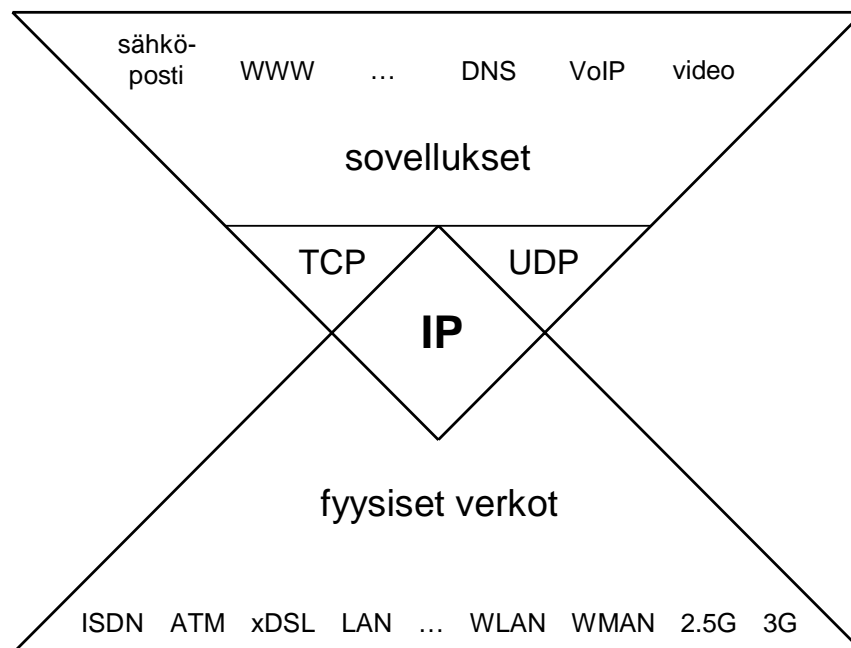 sähkö-
posti WWW … DNS VoIP video
sovellukset
TCP UDP
IP
fyysiset verkot
ISDN ATM xDSL LAN … WLAN WMAN 2.5G 3G